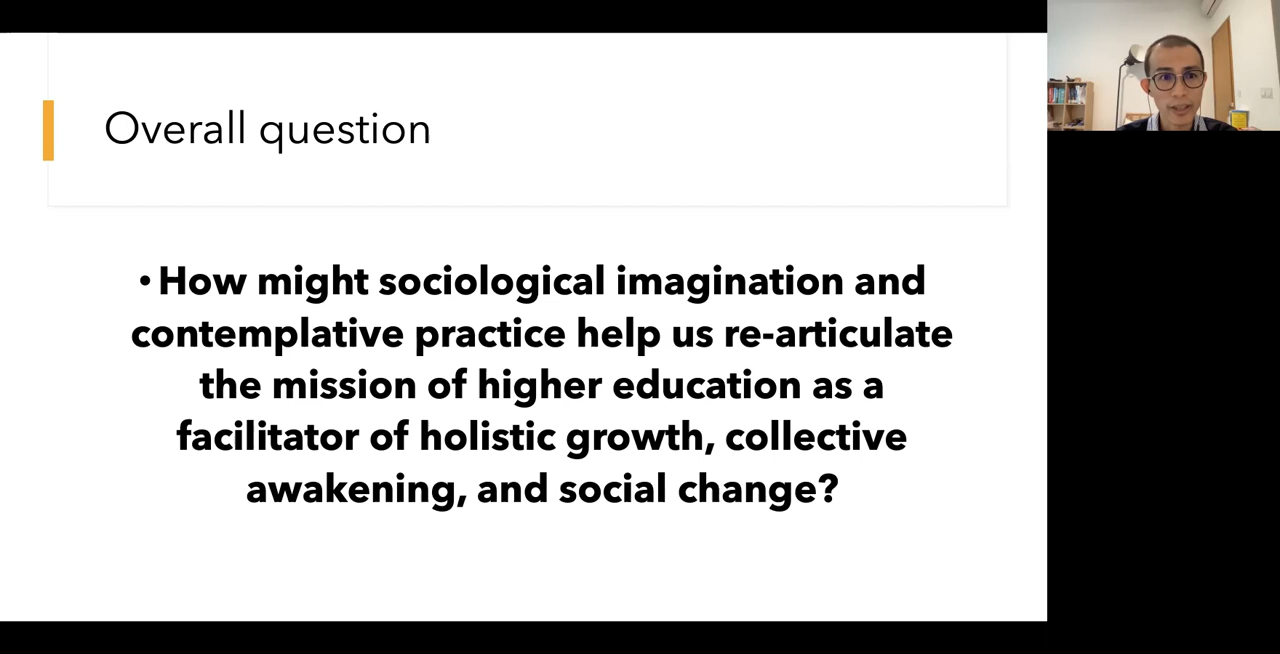 Overall question
• How might sociological imagination and
contemplative practice help us re-articulate
the mission of higher education as a
facilitator of holistic growth, collective
awakening, and social change?